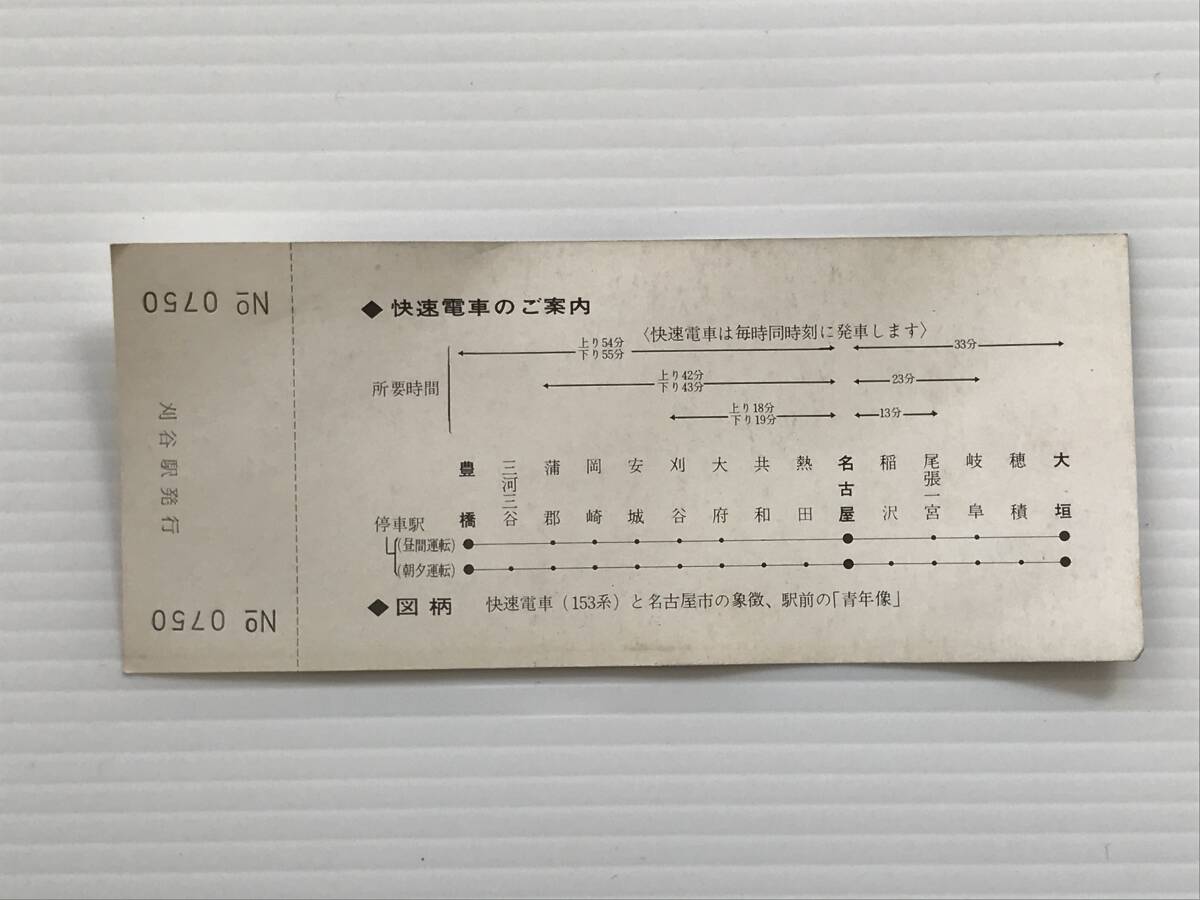 № 0750
刈谷駅発行
№ 0750
◆ 快速電車のご案内
〈快速電車は毎時同時刻に発車します〉
所要時間
上り54分
下り55分
33分
上り42分
下り43分
23分
上り18分
下り19分
13分
豊橋
三河三谷
蒲郡
岡崎
安城
刈谷
大府
共和
熱田
名古屋
稲沢
尾張一宮
岐阜
穂積
大垣
停車駅
(昼間運転)
(朝夕運転)
◆ 図柄 快速電車(153系)と名古屋市の象徴、駅前の「青年像」